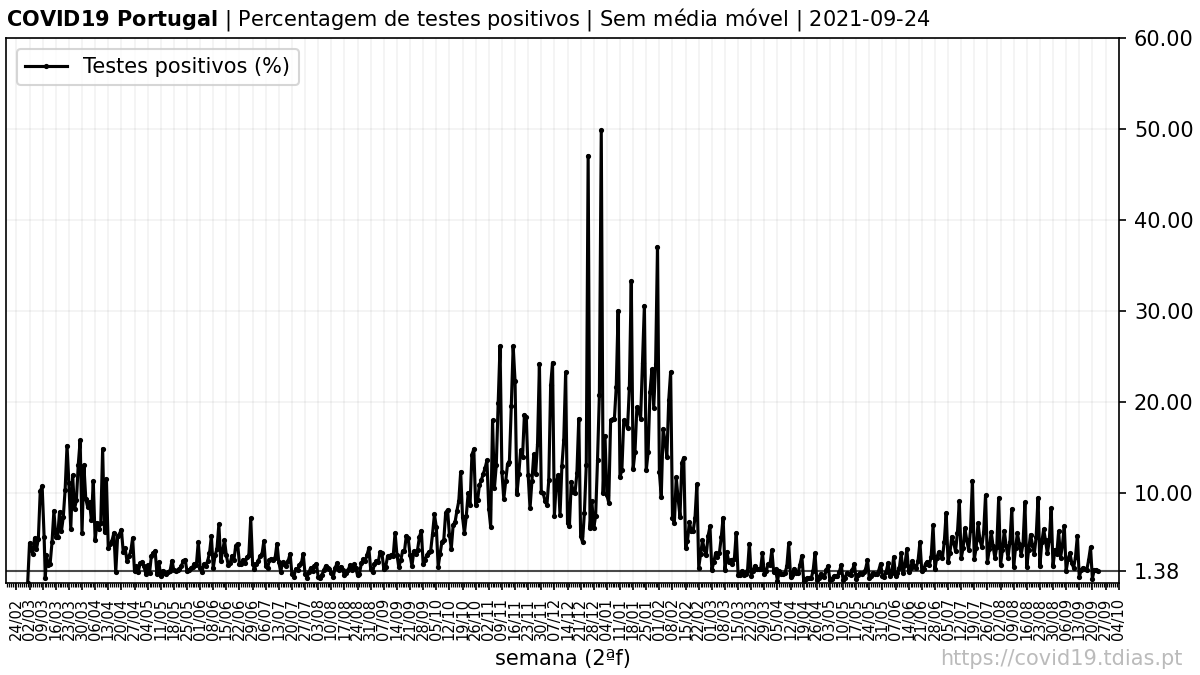 COVID19 Portugal | Percentagem de testes positivos | Sem média móvel | 2021-09-24
Testes positivos (%)
60.00
50.00
40.00
30.00
20.00
10.00
1.38
24/02 02/03 09/03 16/03 23/03 30/03 06/04 13/04 20/04 27/04 04/05 11/05 18/05 25/05 01/06 08/06 15/06 22/06 29/06 06/07 13/07 20/07 27/07 03/08 10/08 17/08 24/08 31/08 07/09 14/09 21/09 28/09 05/10 12/10 19/10 26/10 02/11 09/11 16/11 23/11 30/11 07/12 14/12 21/12 28/12 04/01 11/01 18/01 25/01 01/02 08/02 15/02 22/02 01/03 08/03 15/03 22/03 29/03 05/04 12/04 19/04 26/04 03/05 10/05 17/05 24/05 31/05 07/06 14/06 21/06 28/06 05/07 12/07 19/07 26/07 02/08 09/08 16/08 23/08 30/08 06/09 13/09 20/09 27/09 04/10
semana (2ªf)
https://covid19.tdias.pt